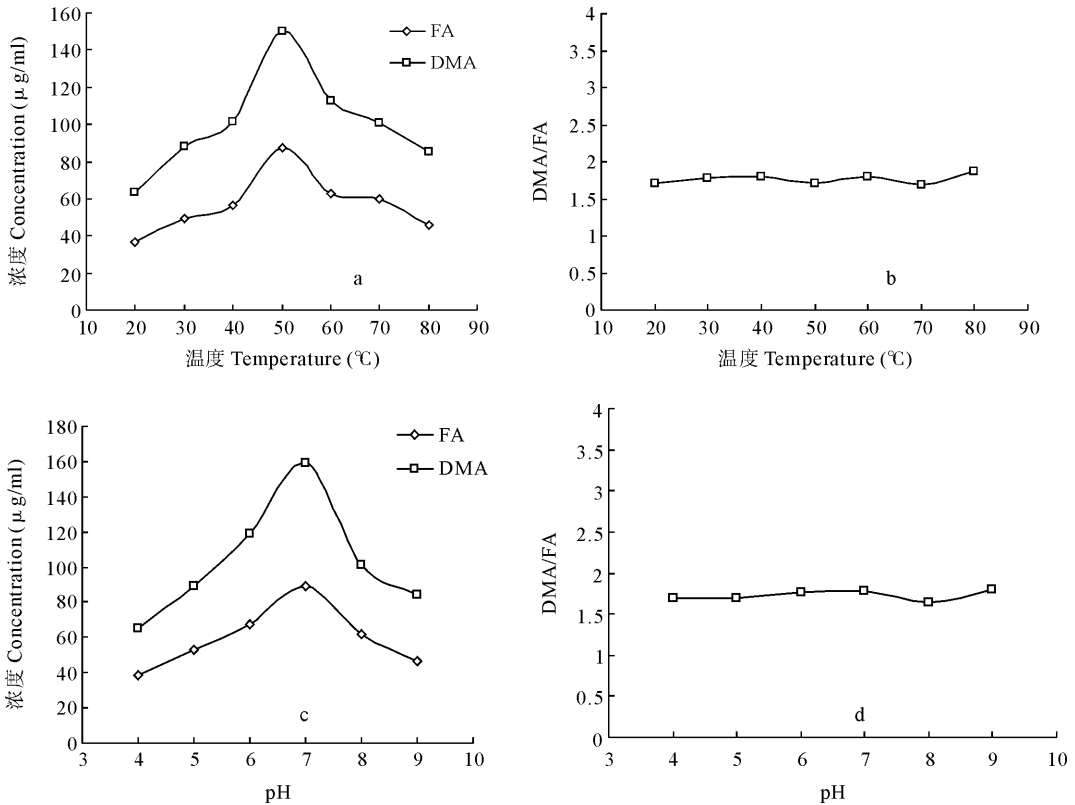 160
140
120
100
80
60
40
20
0
浓度 Concentration (μg/ml)
FA
DMA
a
10 20 30 40 50 60 70 80 90
温度 Temperature (℃)
4
3.5
3
2.5
2
1.5
1
0.5
0
DMA/FA
b
10 20 30 40 50 60 70 80 90
温度 Temperature (℃)
180
160
140
120
100
80
60
40
20
0
浓度 Concentration (μg/ml)
FA
DMA
c
3 4 5 6 7 8 9 10
pH
4
3.5
3
2.5
2
1.5
1
0.5
0
DMA/FA
d
3 4 5 6 7 8 9 10
pH